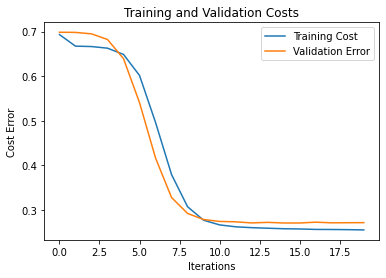 Training and Validation Costs
Training Cost
Validation Error
Cost Error
0.7
0.6
0.5
0.4
0.3
0.0 2.5 5.0 7.5 10.0 12.5 15.0 17.5
Iterations